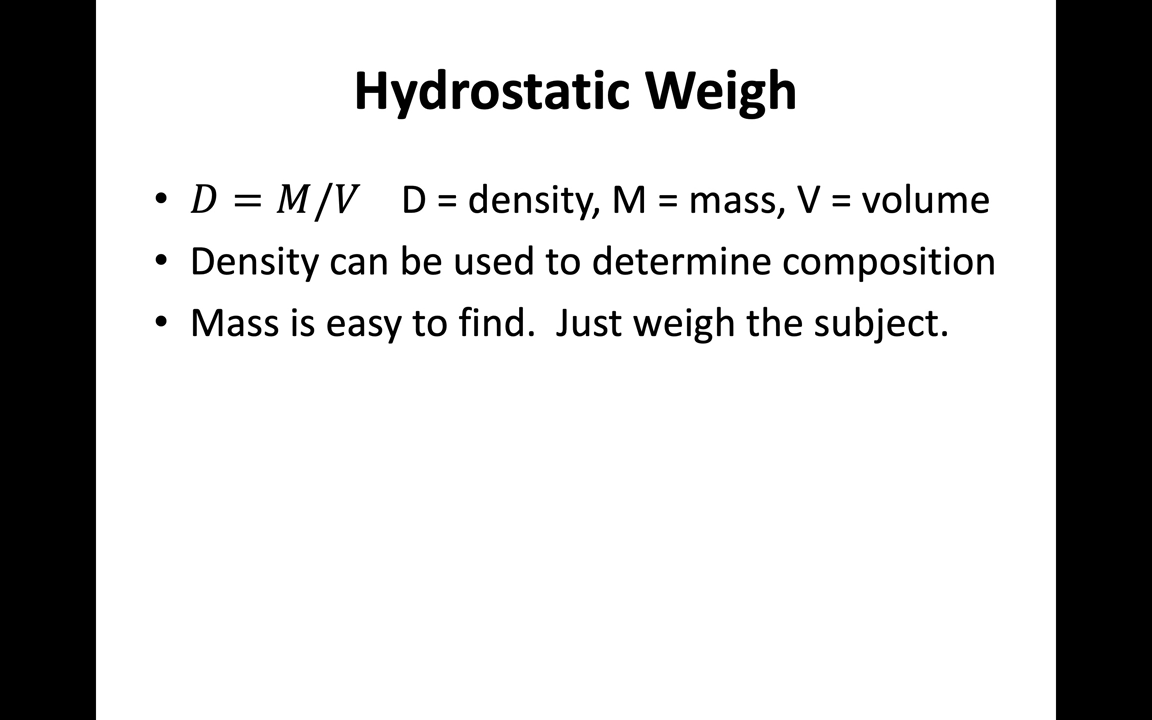 Hydrostatic Weigh
• D = M/V D = density, M = mass, V = volume
• Density can be used to determine composition
• Mass is easy to find. Just weigh the subject.